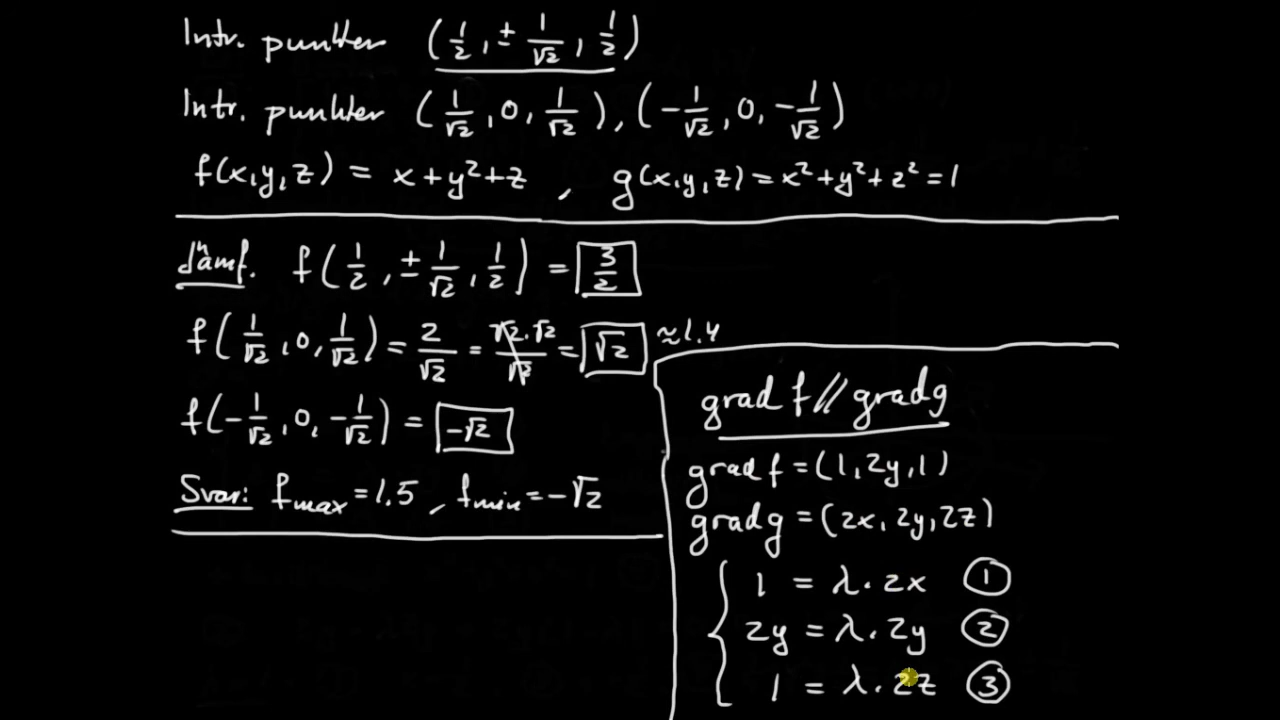 Intr. punkter (1/2, ± 1/√2, 1/2)
Intr. punkter (1/√2, 0, 1/√2), (-1/√2, 0, -1/√2)
f(x,y,z) = x+y²+z , g(x,y,z) = x²+y²+z² = 1
Jämf. f(1/2, ± 1/√2, 1/2) = 3/2
f(1/√2, 0, 1/√2) = 2/√2 = √2·√2/√2 = √2 ≈1.4
f(-1/√2, 0, -1/√2) = -√2
Svar: fmax = 1.5 , fmin = -√2
grad f // grad g
grad f = (1, 2y, 1)
grad g = (2x, 2y, 2z)
1 = λ·2x ①
2y = λ·2y ②
1 = λ·2z ③